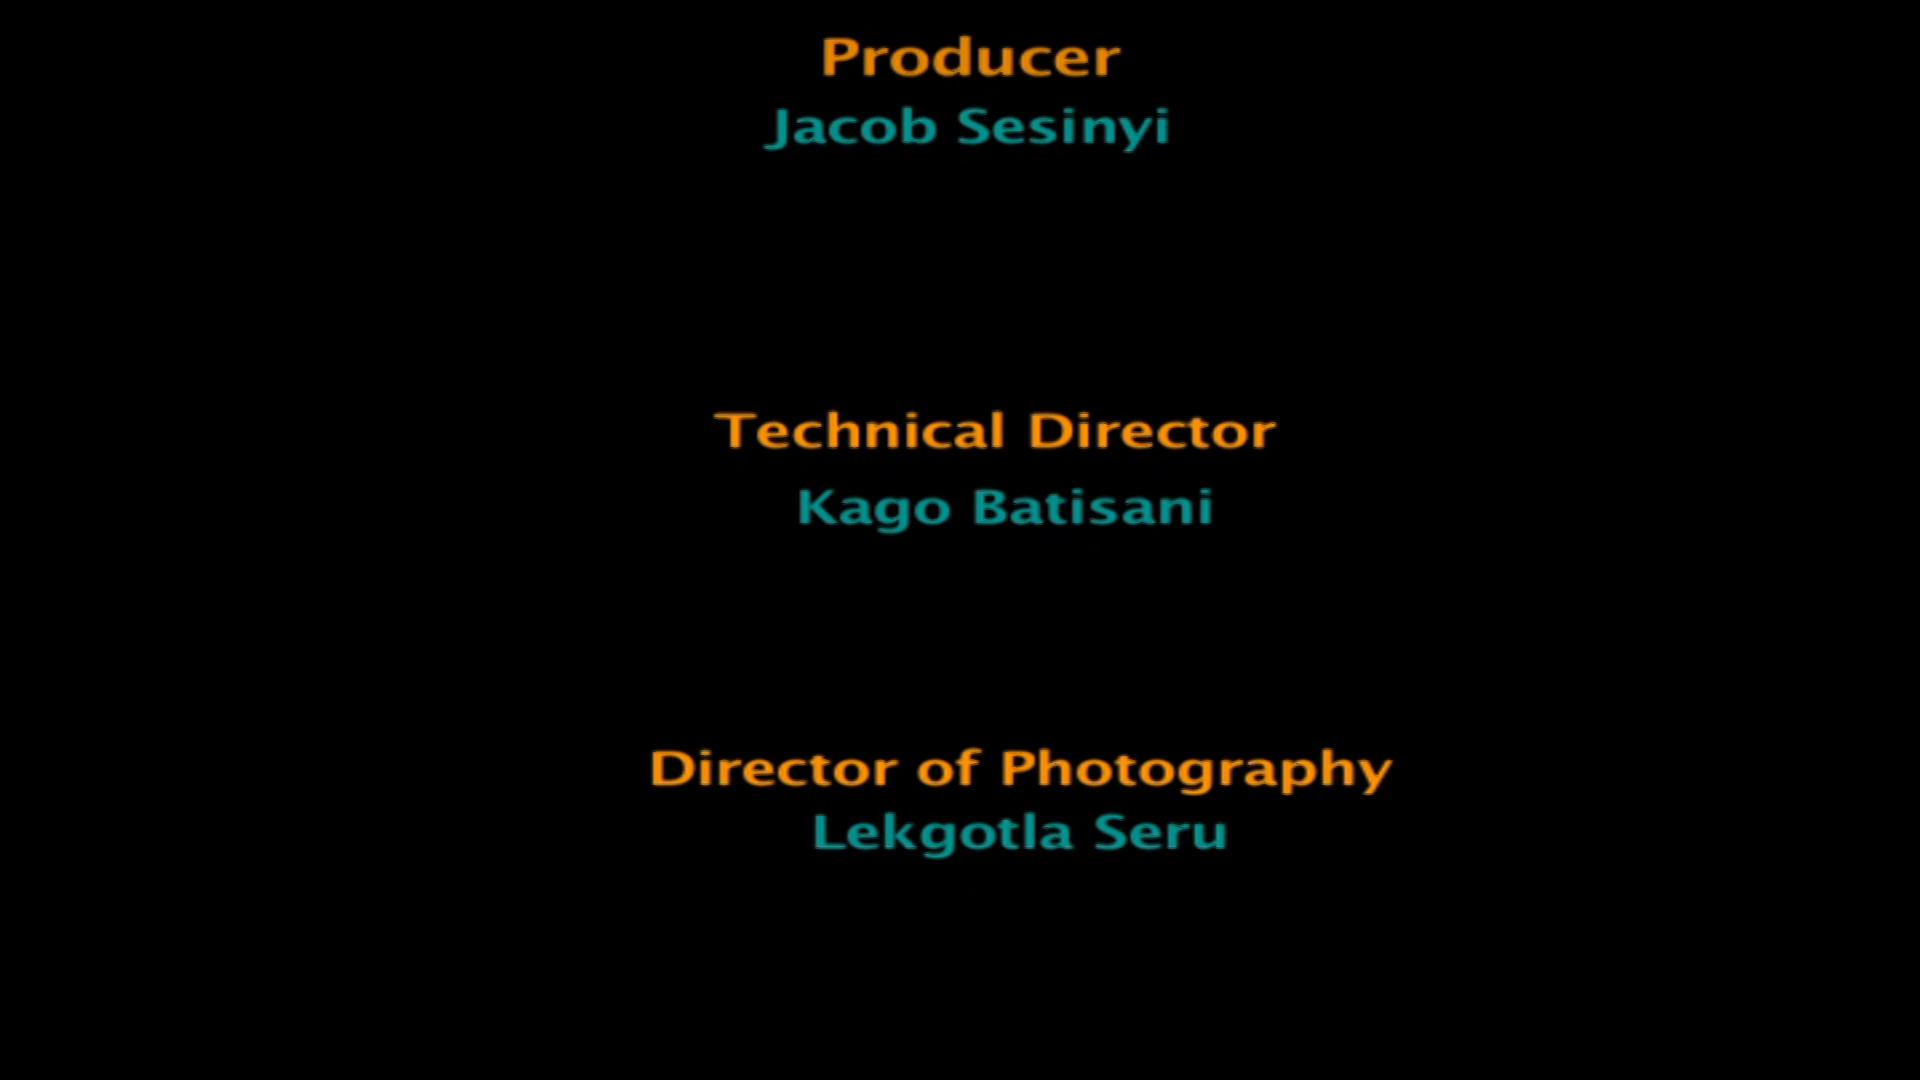 Producer
Jacob Sesinyi
Technical Director
Kago Batisani
Director of Photography
Lekgotla Seru